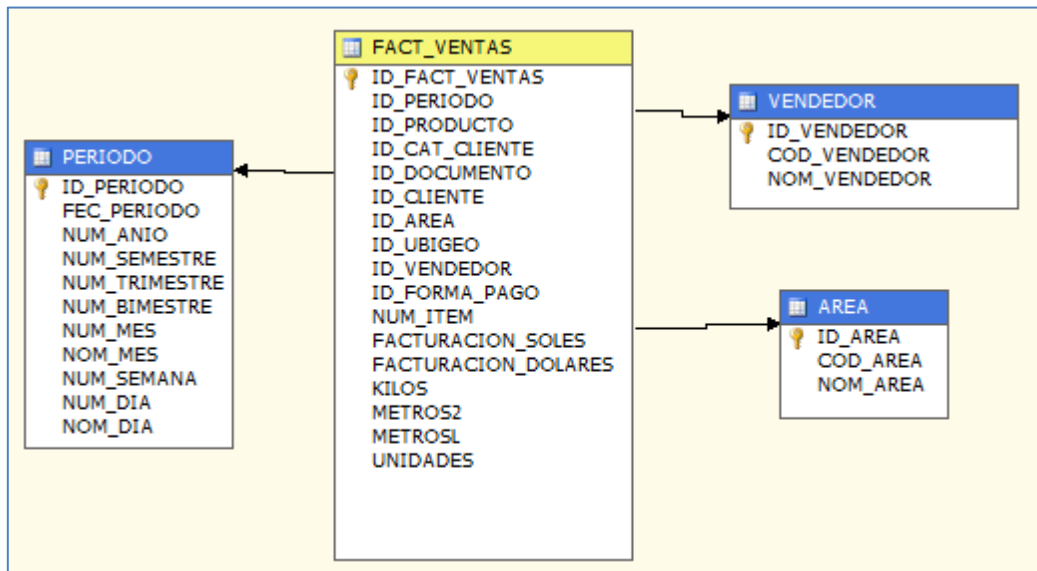 FACT_VENTAS
ID_FACT_VENTAS
ID_PERIODO
ID_PRODUCTO
ID_CAT_CLIENTE
ID_DOCUMENTO
ID_CLIENTE
ID_AREA
ID_UBIGEO
ID_VENDEDOR
ID_FORMA_PAGO
NUM_ITEM
FACTURACION_SOLES
FACTURACION_DOLARES
KILOS
METROS2
METROSL
UNIDADES
VENDEDOR
ID_VENDEDOR
COD_VENDEDOR
NOM_VENDEDOR
PERIODO
ID_PERIODO
FEC_PERIODO
NUM_ANIO
NUM_SEMESTRE
NUM_TRIMESTRE
NUM_BIMESTRE
NUM_MES
NOM_MES
NUM_SEMANA
NUM_DIA
NOM_DIA
AREA
ID_AREA
COD_AREA
NOM_AREA